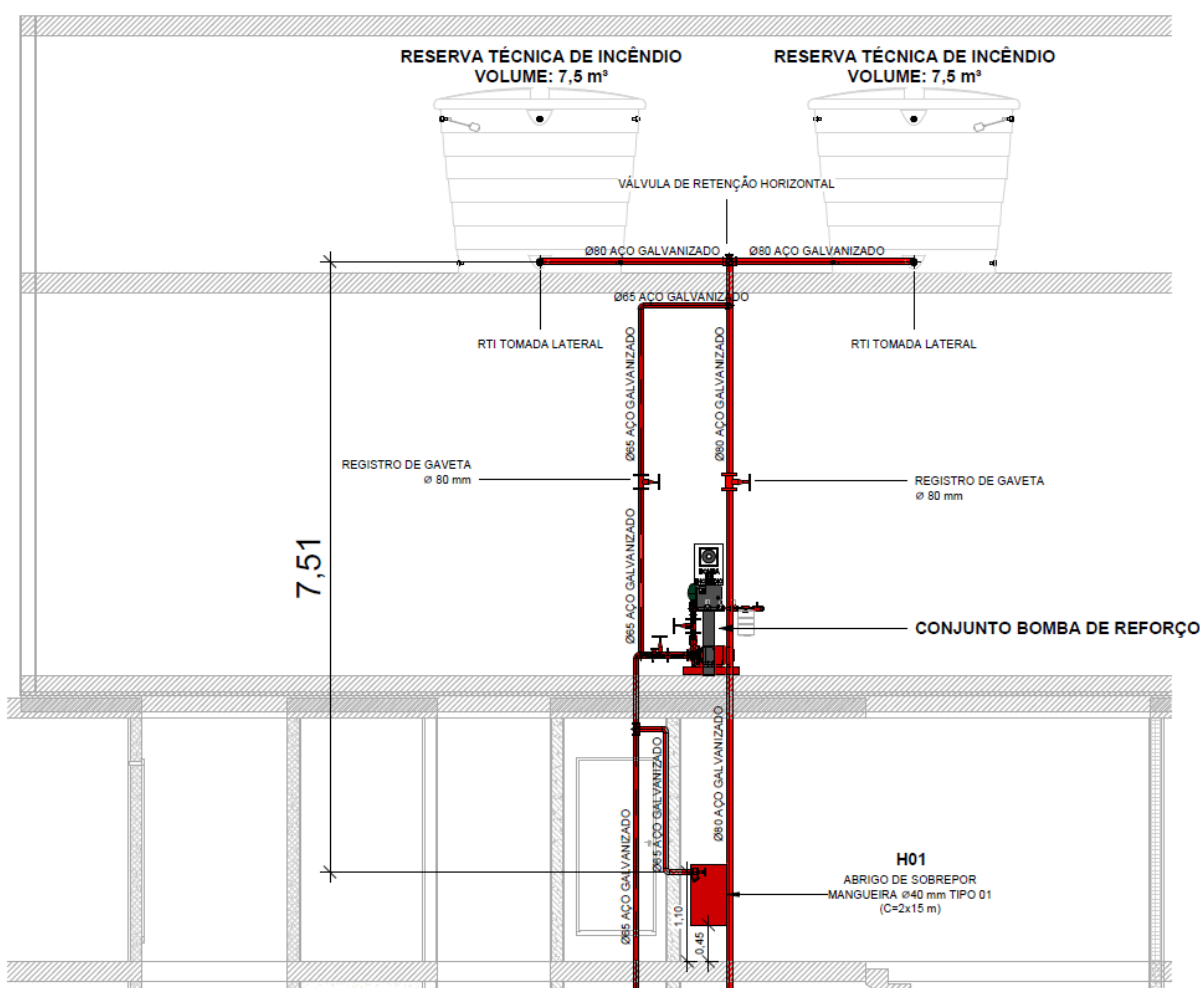 RESERVA TÉCNICA DE INCÊNDIO
VOLUME: 7,5 m³
RESERVA TÉCNICA DE INCÊNDIO
VOLUME: 7,5 m³
VÁLVULA DE RETENÇÃO HORIZONTAL
Ø80 AÇO GALVANIZADO
Ø80 AÇO GALVANIZADO
Ø65 AÇO GALVANIZADO
RTI TOMADA LATERAL
RTI TOMADA LATERAL
Ø65 AÇO GALVANIZADO
Ø80 AÇO GALVANIZADO
REGISTRO DE GAVETA
Ø 80 mm
REGISTRO DE GAVETA
Ø 80 mm
7,51
Ø65 AÇO GALVANIZADO
BOMBA
CONJUNTO BOMBA DE REFORÇO
Ø65 AÇO GALVANIZADO
Ø65 AÇO GALVANIZADO
Ø80 AÇO GALVANIZADO
H01
ABRIGO DE SOBREPOR
MANGUEIRA Ø40 mm TIPO 01
(C=2x15 m)
1,10
0,45